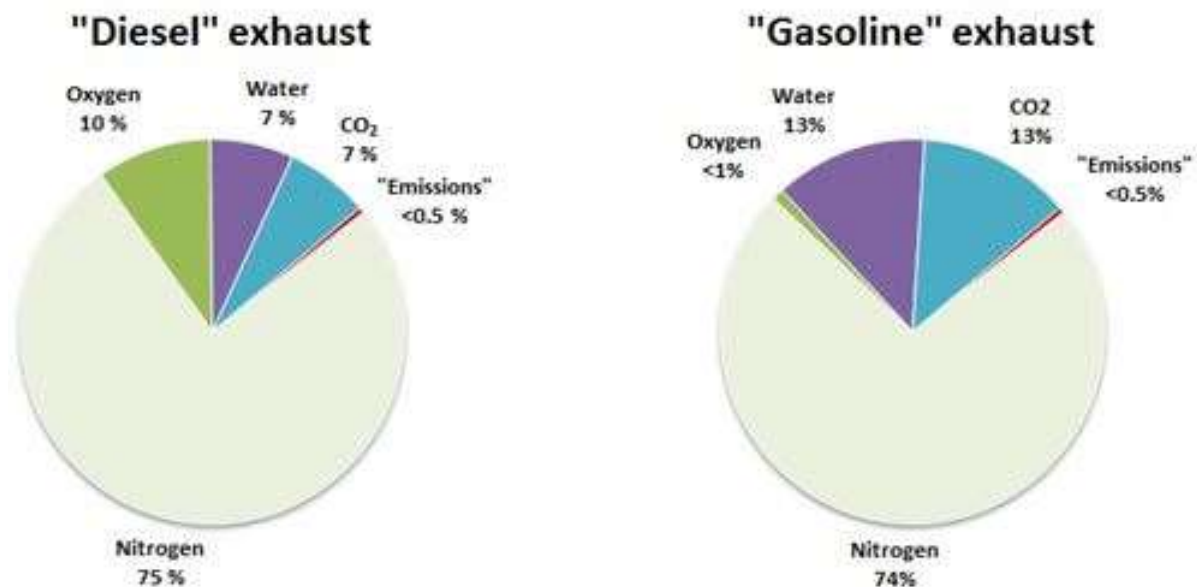 "Diesel" exhaust
Oxygen
10 %
Water
7 %
CO₂
7 %
"Emissions"
<0.5 %
Nitrogen
75 %
"Gasoline" exhaust
Oxygen
<1%
Water
13%
CO2
13%
"Emissions"
<0.5%
Nitrogen
74%